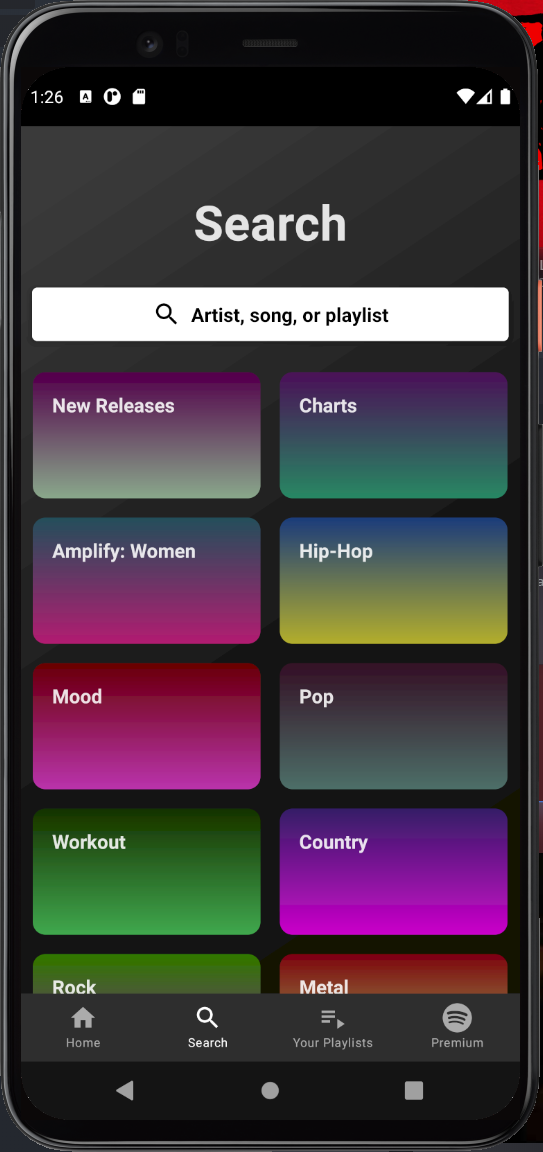 1:26
Search
Artist, song, or playlist
New Releases
Charts
Amplify: Women
Hip-Hop
Mood
Pop
Workout
Country
Rock
Metal
Home
Search
Your Playlists
Premium